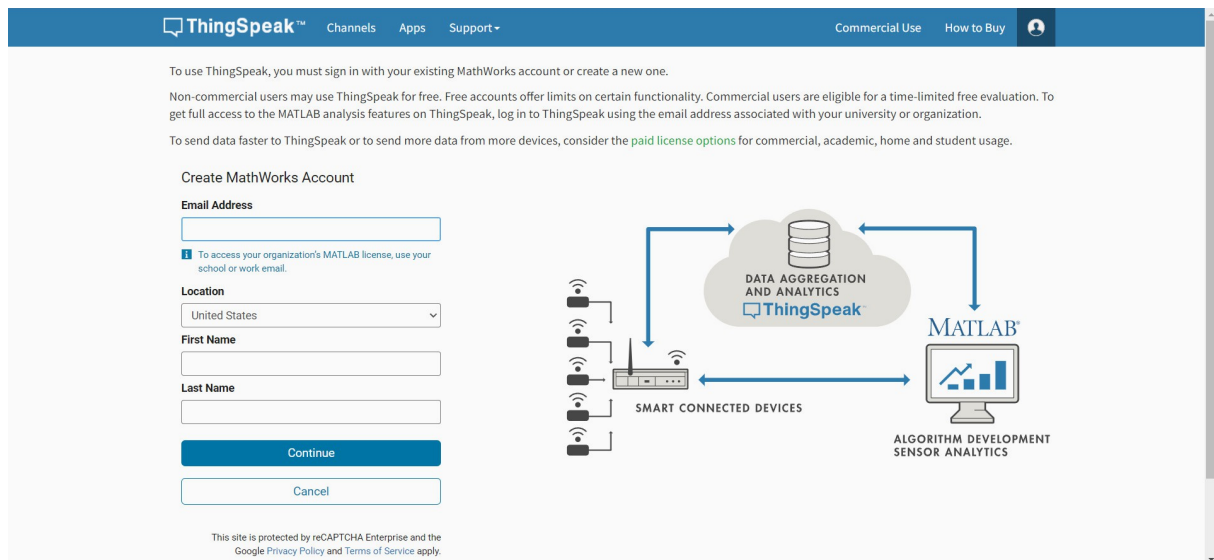 ThingSpeak™ Channels Apps Support Commercial Use How to Buy
To use ThingSpeak, you must sign in with your existing MathWorks account or create a new one.
Non-commercial users may use ThingSpeak for free. Free accounts offer limits on certain functionality. Commercial users are eligible for a time-limited free evaluation. To
get full access to the MATLAB analysis features on ThingSpeak, log in to ThingSpeak using the email address associated with your university or organization.
To send data faster to ThingSpeak or to send more data from more devices, consider the paid license options for commercial, academic, home and student usage.
Create MathWorks Account
Email Address
To access your organization's MATLAB license, use your
school or work email.
Location
United States
First Name
Last Name
Continue
Cancel
This site is protected by reCAPTCHA Enterprise and the
Google Privacy Policy and Terms of Service apply.
DATA AGGREGATION
AND ANALYTICS
ThingSpeak™
MATLAB®
SMART CONNECTED DEVICES
ALGORITHM DEVELOPMENT
SENSOR ANALYTICS